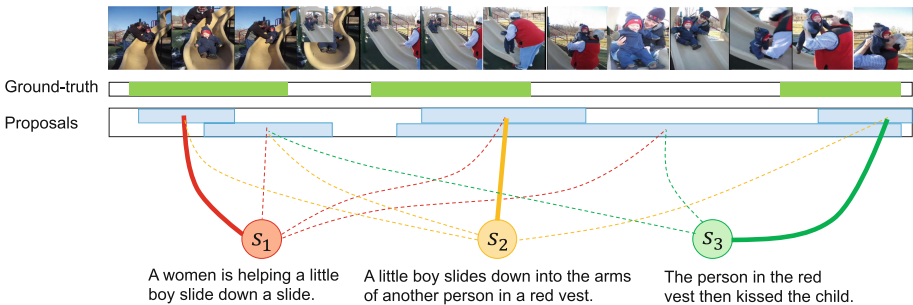 Ground-truth
Proposals
S₁
S₂
S₃
A women is helping a little
boy slide down a slide.
A little boy slides down into the arms
of another person in a red vest.
The person in the red
vest then kissed the child.